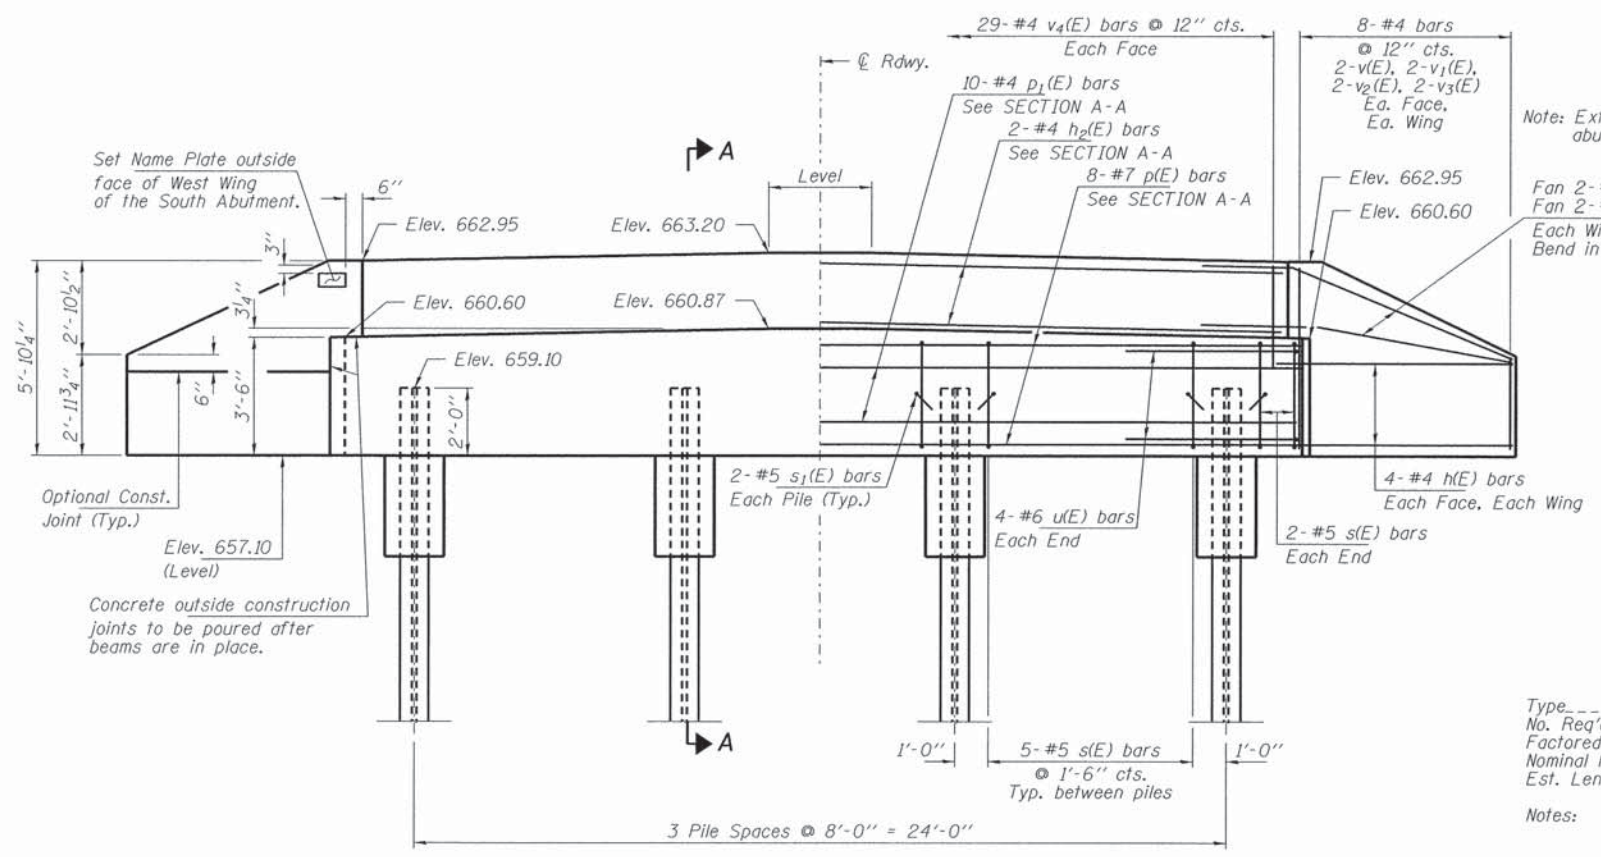 29-#4 v4(E) bars @ 12" cts.
Each Face
8-#4 bars
@ 12" cts.
2-v(E), 2-v1(E),
2-v2(E), 2-v3(E)
Ea. Face,
Ea. Wing
℄ Rdwy.
10-#4 p1(E) bars
See SECTION A-A
2-#4 h2(E) bars
See SECTION A-A
8-#7 p(E) bars
See SECTION A-A
Note: Ext
abu
A
Set Name Plate outside
face of West Wing
of the South Abutment.
6"
Level
Elev. 662.95
Elev. 660.60
Fan 2-
Fan 2-
Each Wi
Bend in
Elev. 662.95
Elev. 663.20
3"
Elev. 660.60
Elev. 660.87
3¼"
5'-10¼"
2'-10½"
2'-11¾"
6"
3'-6"
Elev. 659.10
2'-0"
Optional Const.
Joint (Typ.)
2-#5 s1(E) bars
Each Pile (Typ.)
4-#6 u(E) bars
Each End
4-#4 h(E) bars
Each Face, Each Wing
2-#5 s(E) bars
Each End
Elev. 657.10
(Level)
Concrete outside construction
joints to be poured after
beams are in place.
A
1'-0"
5-#5 s(E) bars
@ 1'-6" cts.
Typ. between piles
1'-0"
Type
No. Req'
Factored
Nominal
Est. Len
Notes:
3 Pile Spaces @ 8'-0" = 24'-0"